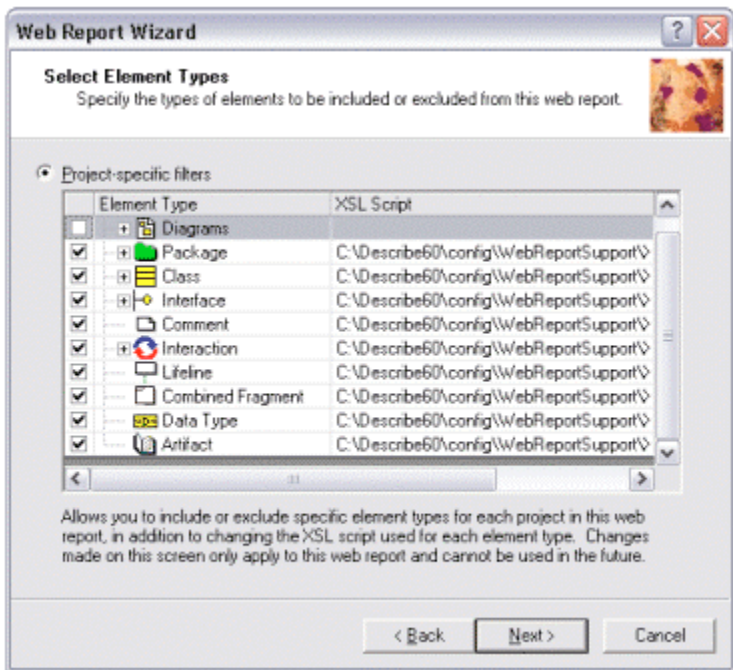 Web Report Wizard
Select Element Types
Specify the types of elements to be included or excluded from this web report.
Project-specific filters
Element Type XSL Script
Diagrams
Package C:\Describe60\config\WebReportSupport\
Class C:\Describe60\config\WebReportSupport\
Interface C:\Describe60\config\WebReportSupport\
Comment C:\Describe60\config\WebReportSupport\
Interaction C:\Describe60\config\WebReportSupport\
Lifeline C:\Describe60\config\WebReportSupport\
Combined Fragment C:\Describe60\config\WebReportSupport\
Data Type C:\Describe60\config\WebReportSupport\
Artifact C:\Describe60\config\WebReportSupport\
Allows you to include or exclude specific element types for each project in this web
report, in addition to changing the XSL script used for each element type. Changes
made on this screen only apply to this web report and cannot be used in the future.
< Back Next > Cancel